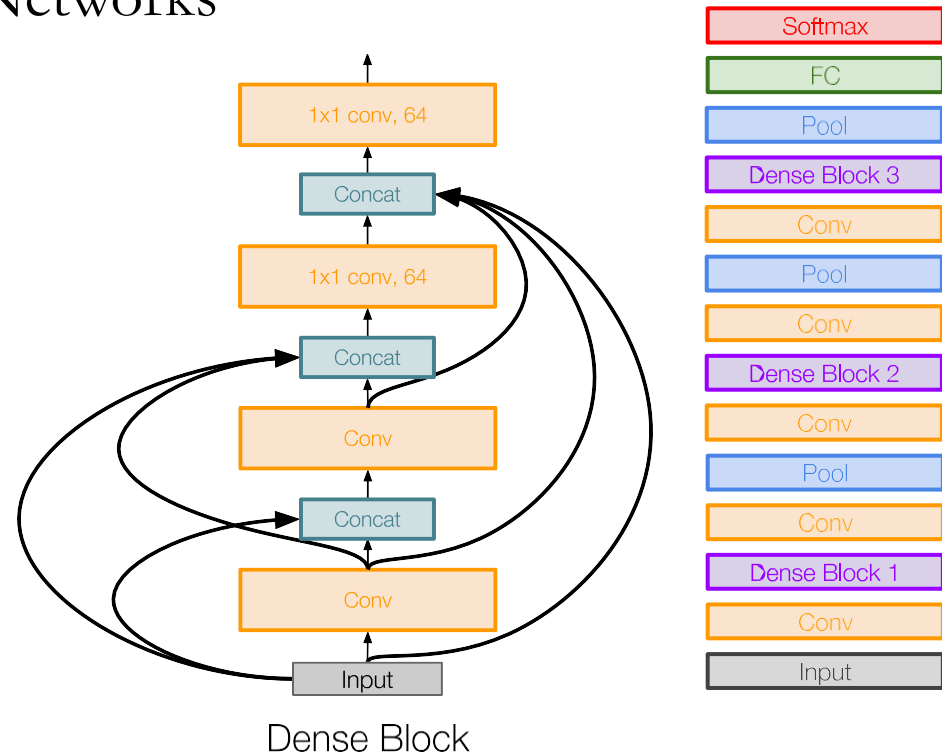 Networks
1x1 conv, 64
Concat
1x1 conv, 64
Concat
Conv
Concat
Conv
Input
Dense Block
Softmax
FC
Pool
Dense Block 3
Conv
Pool
Conv
Dense Block 2
Conv
Pool
Conv
Dense Block 1
Conv
Input